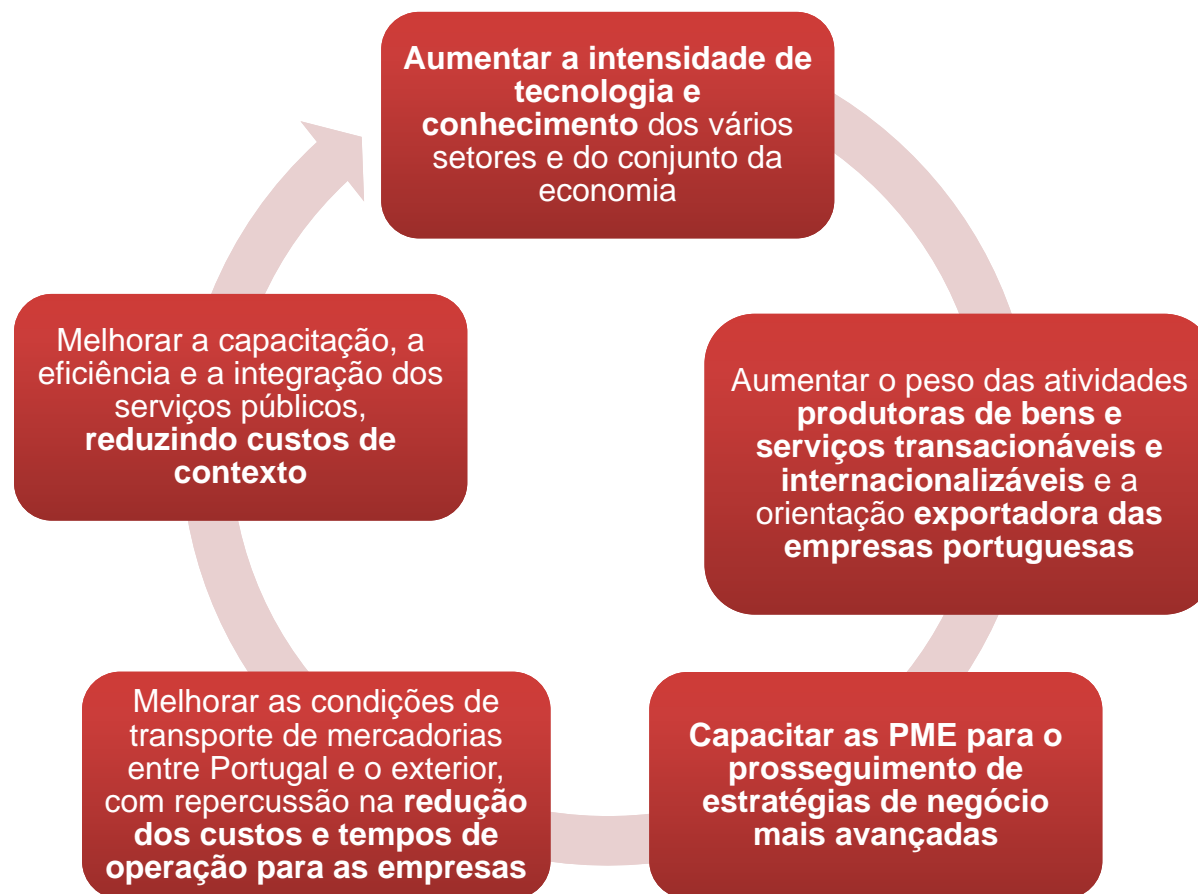 Aumentar a intensidade de
tecnologia e
conhecimento dos vários
setores e do conjunto da
economia
Aumentar o peso das atividades
produtoras de bens e
serviços transacionáveis e
internacionalizáveis e a
orientação exportadora das
empresas portuguesas
Capacitar as PME para o
prosseguimento de
estratégias de negócio
mais avançadas
Melhorar as condições de
transporte de mercadorias
entre Portugal e o exterior,
com repercussão na redução
dos custos e tempos de
operação para as empresas
Melhorar a capacitação, a
eficiência e a integração dos
serviços públicos,
reduzindo custos de
contexto